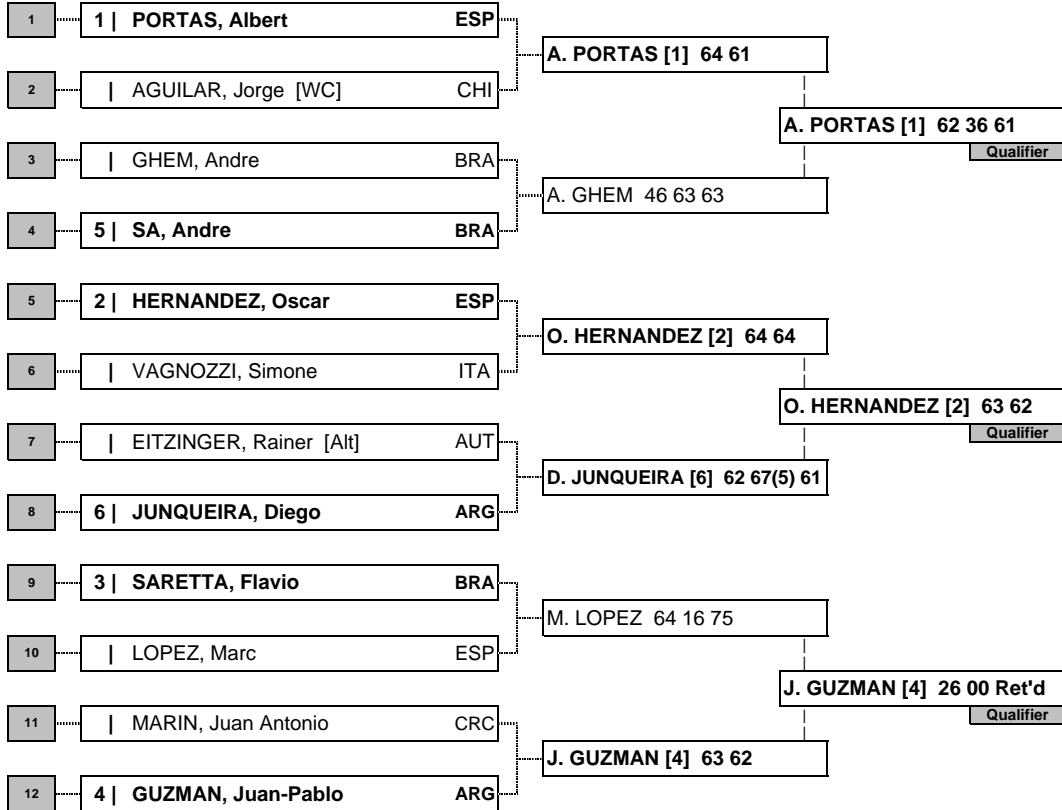 1 1 | PORTAS, Albert ESP
A. PORTAS [1] 64 61
2 | AGUILAR, Jorge [WC] CHI
A. PORTAS [1] 62 36 61
Qualifier
3 | GHEM, Andre BRA
A. GHEM 46 63 63
4 5 | SA, Andre BRA
5 2 | HERNANDEZ, Oscar ESP
O. HERNANDEZ [2] 64 64
6 | VAGNOZZI, Simone ITA
O. HERNANDEZ [2] 63 62
Qualifier
7 | EITZINGER, Rainer [Alt] AUT
D. JUNQUEIRA [6] 62 67(5) 61
8 6 | JUNQUEIRA, Diego ARG
9 3 | SARETTA, Flavio BRA
M. LOPEZ 64 16 75
10 | LOPEZ, Marc ESP
J. GUZMAN [4] 26 00 Ret'd
Qualifier
11 | MARIN, Juan Antonio CRC
J. GUZMAN [4] 63 62
12 4 | GUZMAN, Juan-Pablo ARG